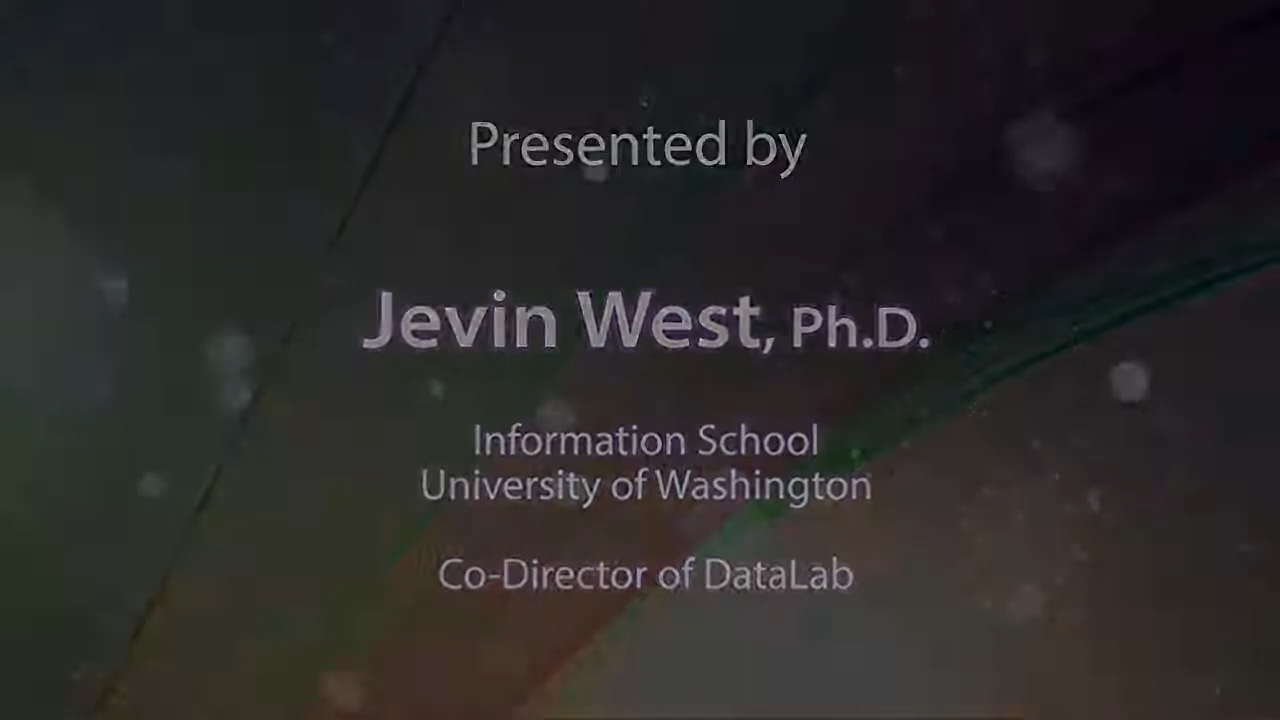 Presented by
Jevin West, Ph.D.
Information School
University of Washington
Co-Director of DataLab